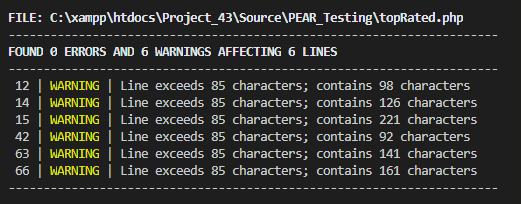 FILE: C:\xampp\htdocs\Project_43\Source\PEAR_Testing\topRated.php
----------------------------------------------------------------------
FOUND 0 ERRORS AND 6 WARNINGS AFFECTING 6 LINES
----------------------------------------------------------------------
12 | WARNING | Line exceeds 85 characters; contains 98 characters
14 | WARNING | Line exceeds 85 characters; contains 126 characters
15 | WARNING | Line exceeds 85 characters; contains 221 characters
42 | WARNING | Line exceeds 85 characters; contains 92 characters
63 | WARNING | Line exceeds 85 characters; contains 141 characters
66 | WARNING | Line exceeds 85 characters; contains 161 characters
----------------------------------------------------------------------